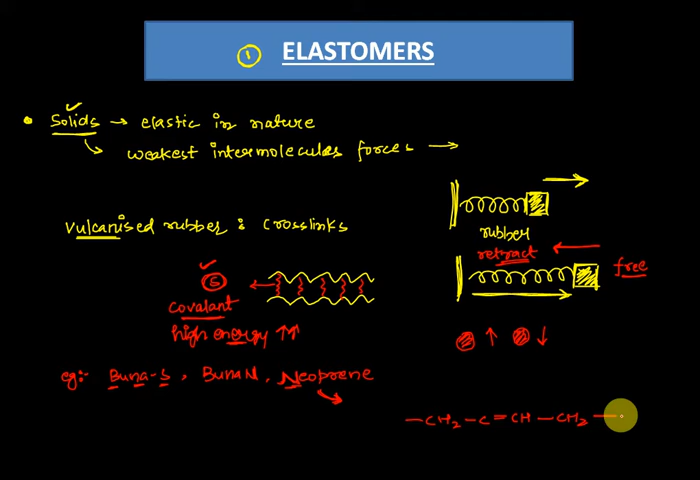 ① ELASTOMERS
• Solids → elastic in nature
weakest intermolecular forces →
Vulcanised rubber : crosslinks
rubber
retract
free
S
covalant
high energy ↑↑
eg:- Buna-S, BunaN, Neoprene
—CH₂—C=CH—CH₂—